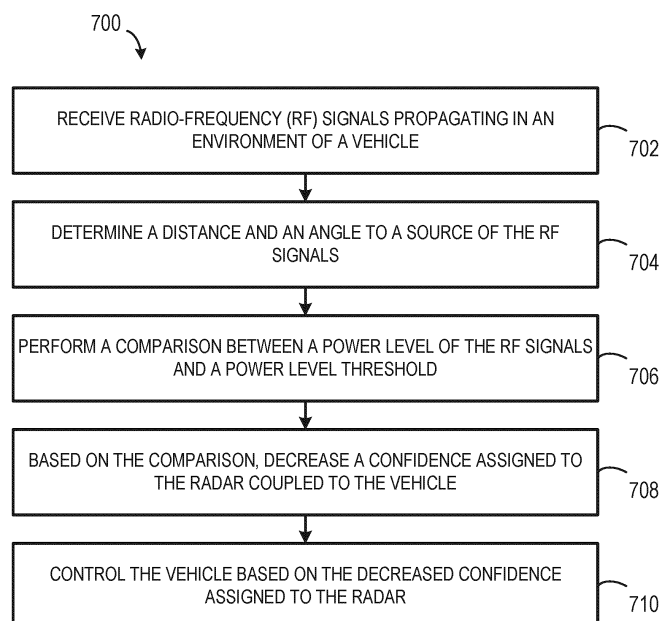 700
RECEIVE RADIO-FREQUENCY (RF) SIGNALS PROPAGATING IN AN
ENVIRONMENT OF A VEHICLE
702
DETERMINE A DISTANCE AND AN ANGLE TO A SOURCE OF THE RF
SIGNALS
704
PERFORM A COMPARISON BETWEEN A POWER LEVEL OF THE RF SIGNALS
AND A POWER LEVEL THRESHOLD
706
BASED ON THE COMPARISON, DECREASE A CONFIDENCE ASSIGNED TO
THE RADAR COUPLED TO THE VEHICLE
708
CONTROL THE VEHICLE BASED ON THE DECREASED CONFIDENCE
ASSIGNED TO THE RADAR
710